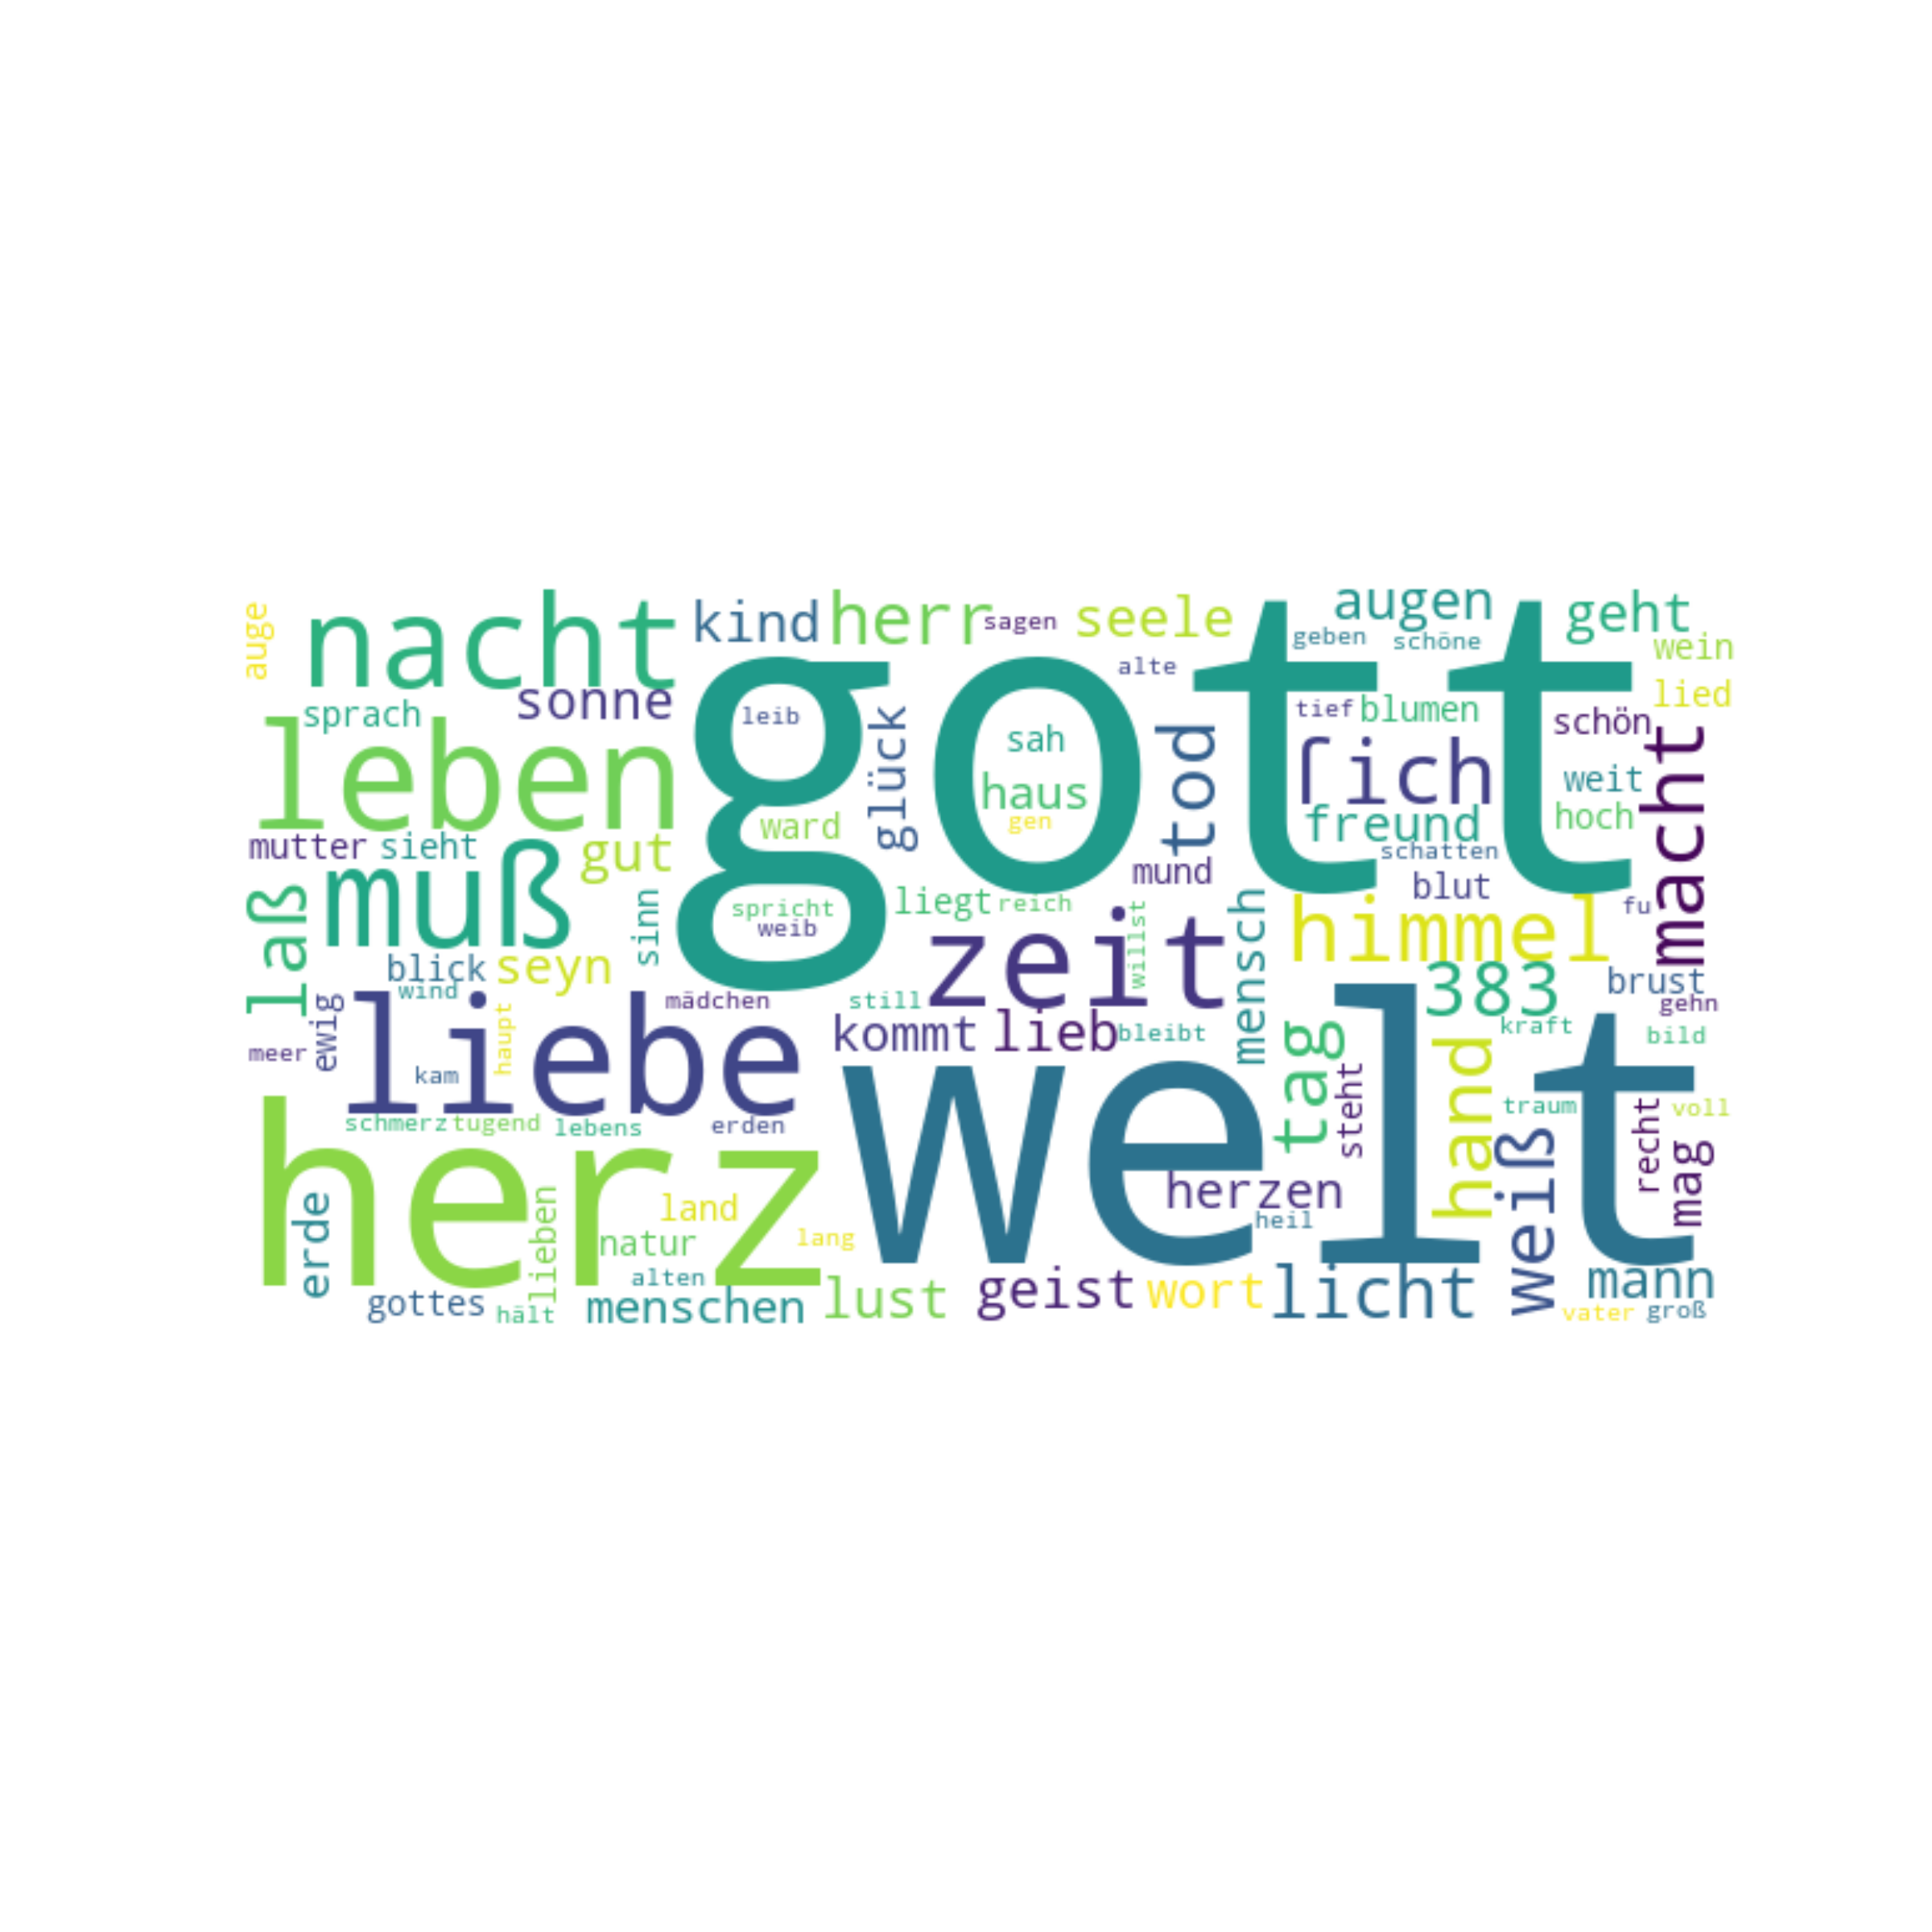 auge
nacht
kind
herr
sagen
seele
augen
geht
geben
schöne
wein
sonne
sprach
leben
gott
leib
glück
sah
haus
gen
alte
tod
tief
blumen
lied
schön
ſich
weit
hoch
macht
freund
schatten
mutter
sieht
gut
ward
mund
blut
laß
muß
sinn
spricht
weib
liegt
reich
willst
mensch
himmel
fu
zeit
blick
seyn
wind
383
brust
gehn
mädchen
still
ewig
liebe
haupt
kommt
lieb
bleibt
kraft
bild
meer
kam
tag
hand
steht
welt
traum
voll
recht
mag
schmerz
tugend
lebens
erden
herz
weiß
herzen
heil
erde
lieben
land
natur
lang
alten
gottes
hält
menschen
lust
geist
wort
licht
mann
vater
groß